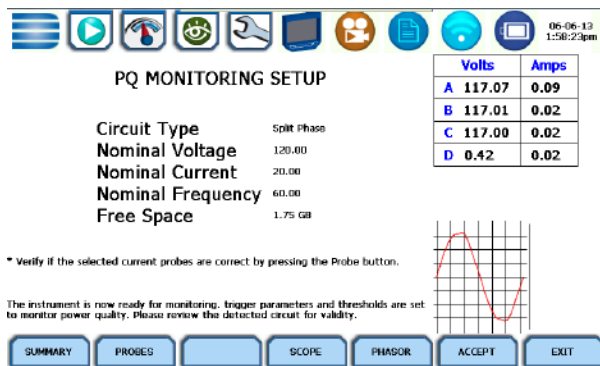 06-06-13
1:58:23pm
PQ MONITORING SETUP
Volts Amps
A 117.07 0.09
B 117.01 0.02
C 117.00 0.02
D 0.42 0.02
Circuit Type Split Phase
Nominal Voltage 120.00
Nominal Current 20.00
Nominal Frequency 60.00
Free Space 1.75 GB
* Verify if the selected current probes are correct by pressing the Probe button.
The instrument is now ready for monitoring. trigger parameters and thresholds are set
to monitor power quality. Please review the detected circuit for validity.
SUMMARY PROBES SCOPE PHASOR ACCEPT EXIT